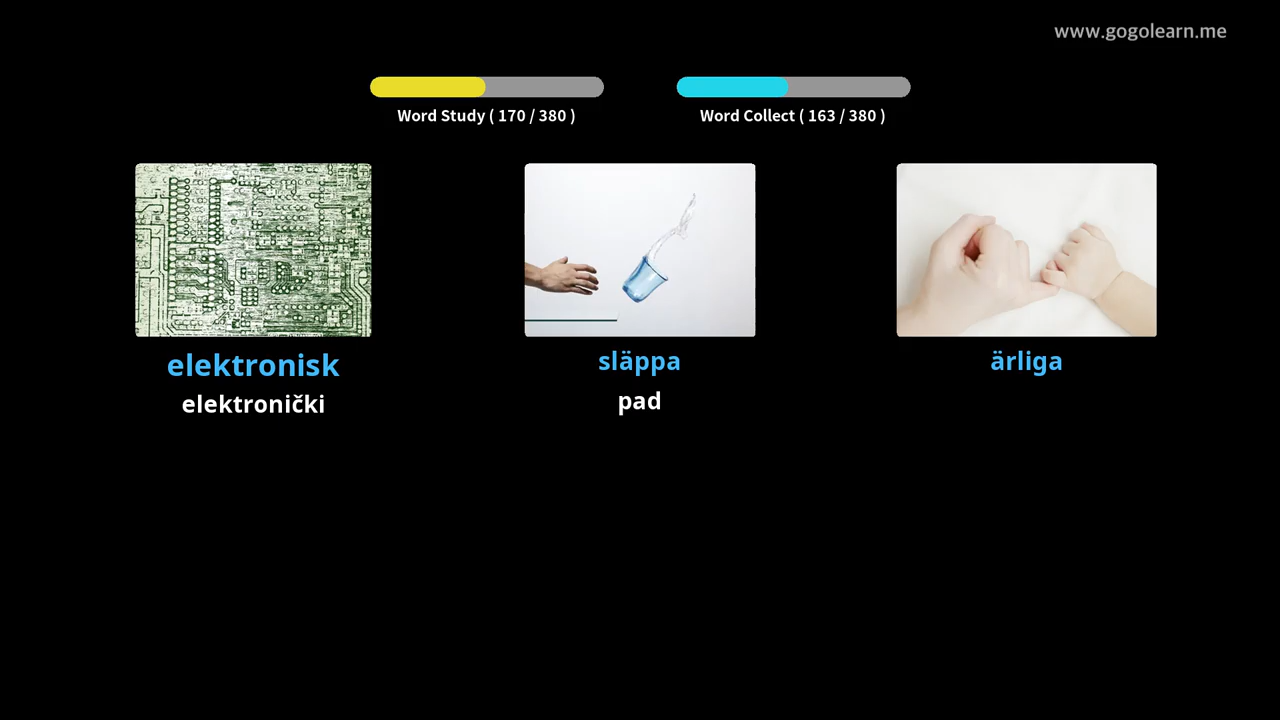 www.gogolearn.me
Word Study ( 170 / 380 )
Word Collect ( 163 / 380 )
elektronisk
elektronički
släppa
pad
ärliga